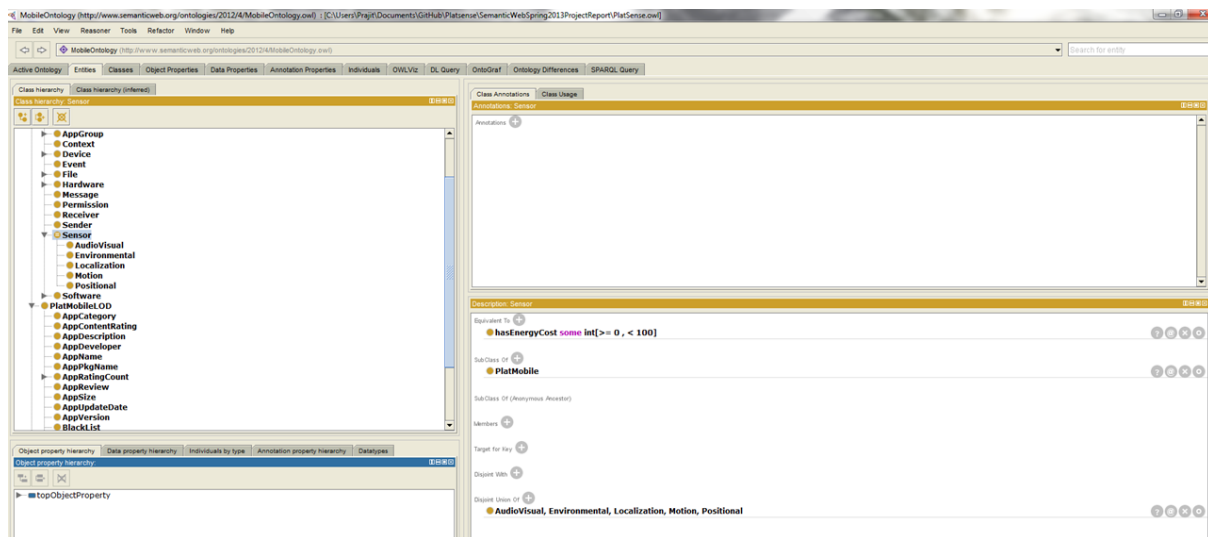 MobileOntology (http://www.semanticweb.org/ontologies/2012/4/MobileOntology.owl) : [C:\Users\Prajit\Documents\GitHub\Platsense\SemanticWebSpring2013ProjectReport\PlatSense.owl]
File Edit View Reasoner Tools Refactor Window Help
MobileOntology (http://www.semanticweb.org/ontologies/2012/4/MobileOntology.owl)
Search for entity
Active Ontology Entities Classes Object Properties Data Properties Annotation Properties Individuals OWLViz DL Query OntoGraf Ontology Differences SPARQL Query
Class hierarchy Class hierarchy (inferred)
Class hierarchy: Sensor
AppGroup
Context
Device
Event
File
Hardware
Message
Permission
Receiver
Sender
Sensor
AudioVisual
Environmental
Localization
Motion
Positional
Software
PlatMobileLOD
AppCategory
AppContentRating
AppDescription
AppDeveloper
AppName
AppPkgName
AppRatingCount
AppReview
AppSize
AppUpdateDate
AppVersion
BlackList
Object property hierarchy Data property hierarchy Individuals by type Annotation property hierarchy Datatypes
Object property hierarchy:
topObjectProperty
Class Annotations Class Usage
Annotations: Sensor
Annotations
Description: Sensor
Equivalent To
hasEnergyCost some int[>= 0 , < 100]
SubClass Of
PlatMobile
SubClass Of (Anonymous Ancestor)
Members
Target for Key
Disjoint With
Disjoint Union Of
AudioVisual, Environmental, Localization, Motion, Positional